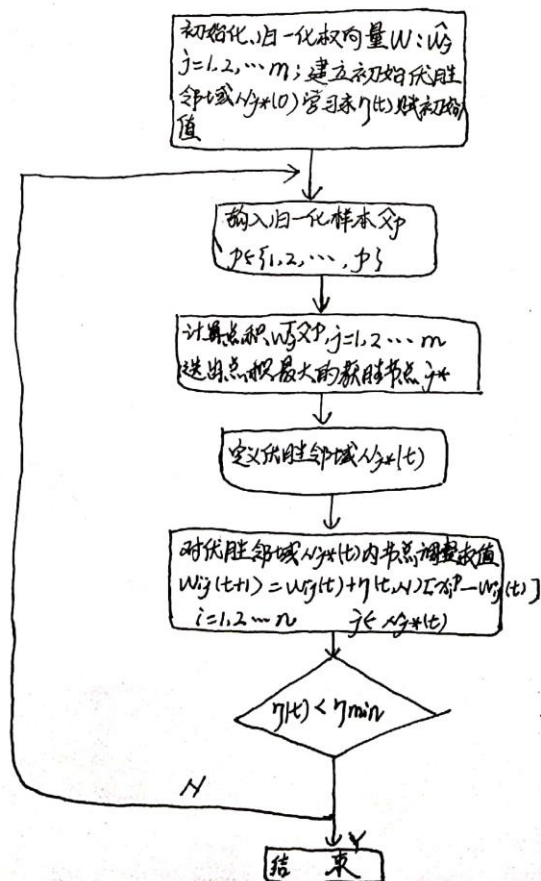 初始化、归一化权向量W:Ŵj
j=1,2,…m;建立初始优胜
邻域Nj*(0)学习率η(t)赋初始
值
输入归一化样本X̂p
p∈{1,2,…,p}
计算点积ŴjᵀX̂p,j=1,2…m
选出点积最大的获胜节点j*
定义优胜邻域Nj*(t)
对优胜邻域Nj*(t)内节点调整权值
Wij(t+1)=Wij(t)+η(t,N)[xiᵖ-Wij(t)]
i=1,2…n j∈Nj*(t)
η(t)<ηmin
N
Y
结 束